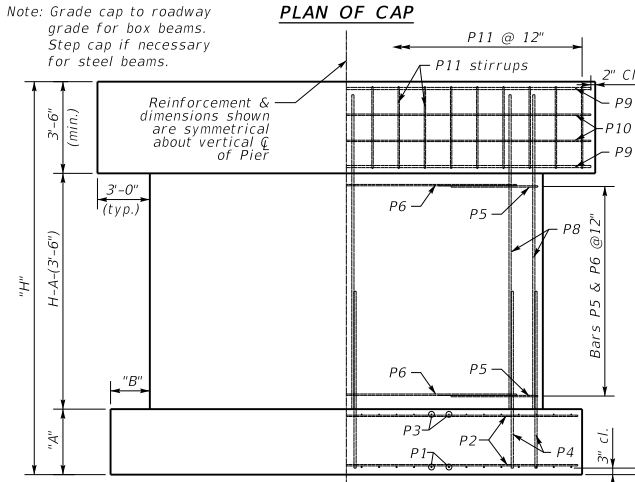 PLAN OF CAP
Note: Grade cap to roadway
grade for box beams.
Step cap if necessary
for steel beams.
P11 @ 12"
P11 stirrups
2" Cl
P9
P10
P9
Reinforcement &
dimensions shown
are symmetrical
about vertical ℄
of Pier
3'-6"
(min.)
3'-0"
(typ.)
P6
P5
P8
"H"
H-A-(3'-6")
Bars P5 & P6 @12"
"B"
P6
P5
"A"
P3
P2
P4
P1
3" cl.